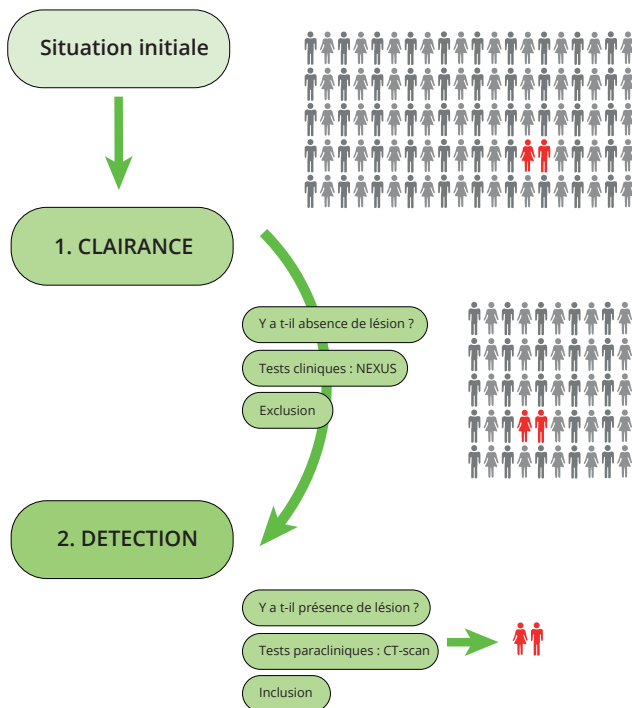 Situation initiale
1. CLAIRANCE
Y a t-il absence de lésion ?
Tests cliniques : NEXUS
Exclusion
2. DETECTION
Y a t-il présence de lésion ?
Tests paracliniques : CT-scan
Inclusion